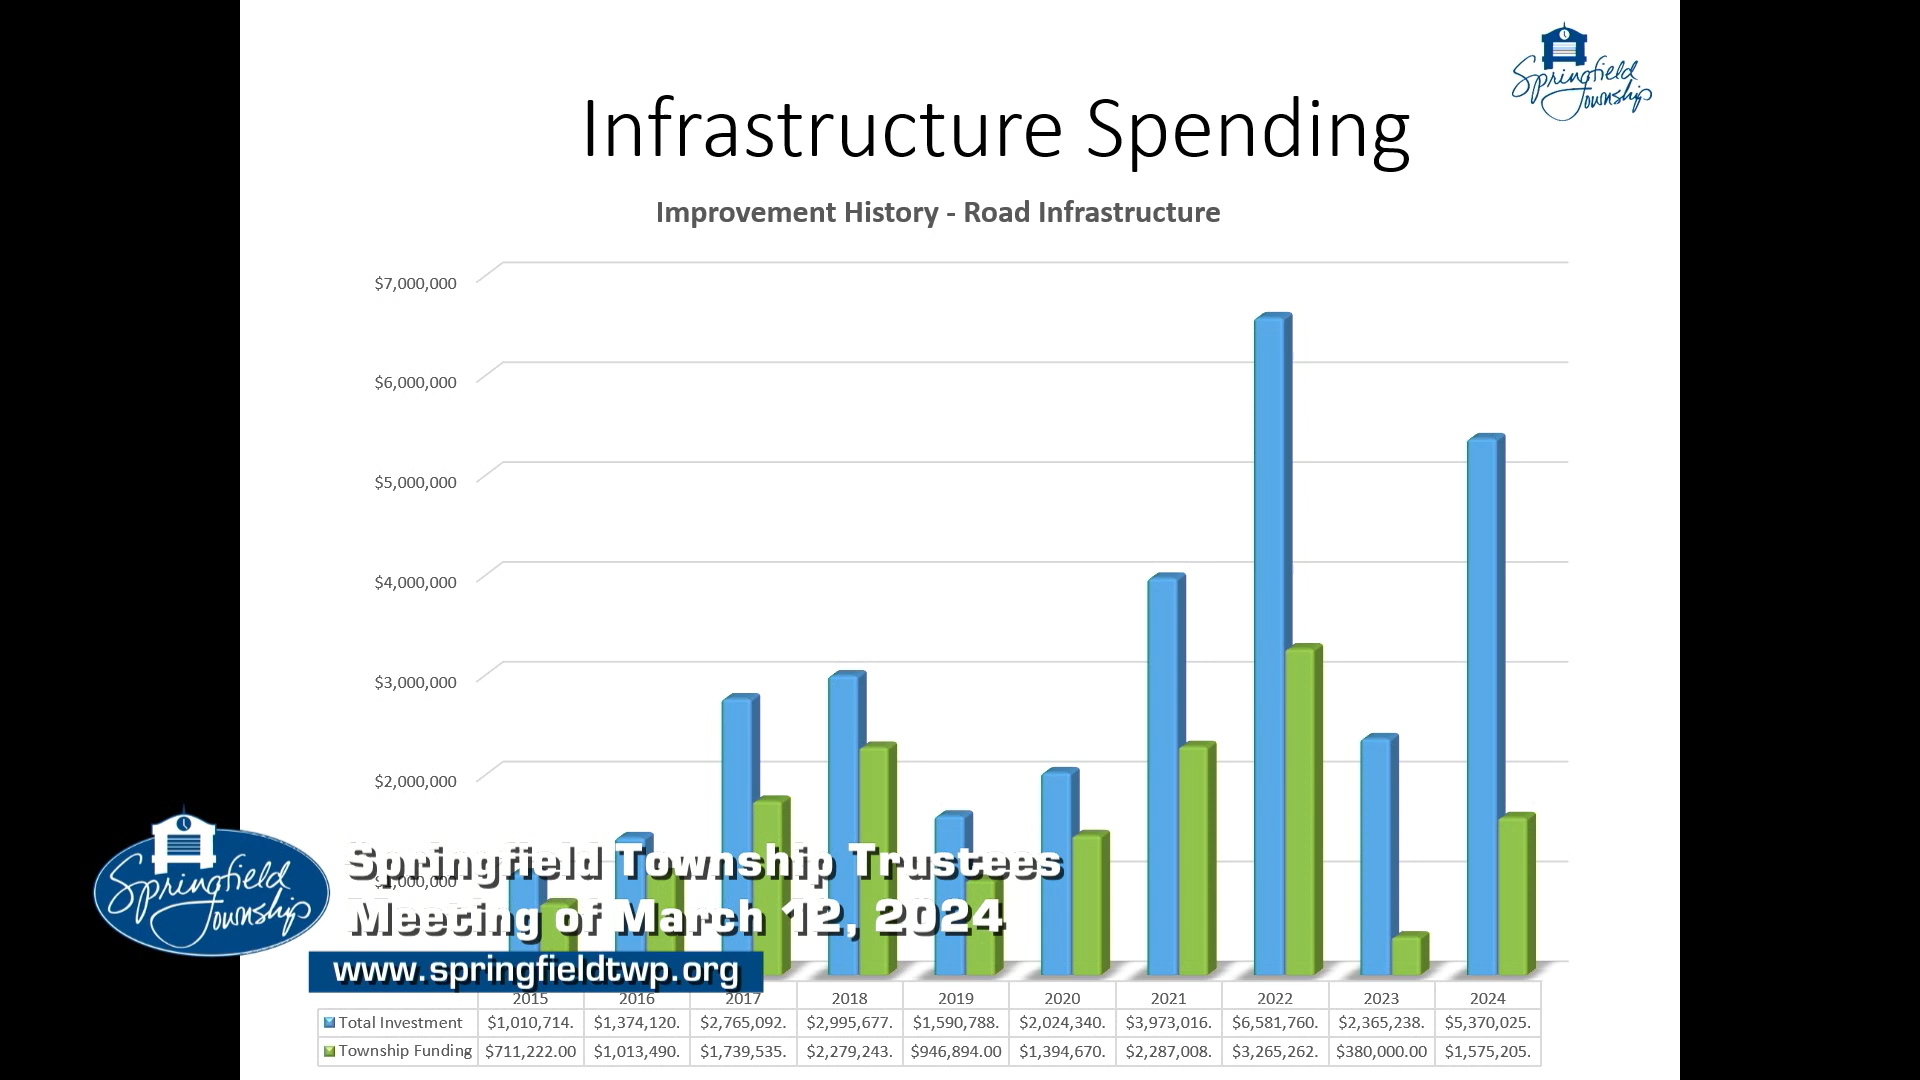 Springfield
Township
Infrastructure Spending
Improvement History - Road Infrastructure
$7,000,000
$6,000,000
$5,000,000
$4,000,000
$3,000,000
$2,000,000
Springfield
Township
Springfield Township Trustees
Meeting of March 12, 2024
www.springfieldtwp.org
2015 2016 2017 2018 2019 2020 2021 2022 2023 2024
Total Investment $1,010,714. $1,374,120. $2,765,092. $2,995,677. $1,590,788. $2,024,340. $3,973,016. $6,581,760. $2,365,238. $5,370,025.
Township Funding $711,222.00 $1,013,490. $1,739,535. $2,279,243. $946,894.00 $1,394,670. $2,287,008. $3,265,262. $380,000.00 $1,575,205.